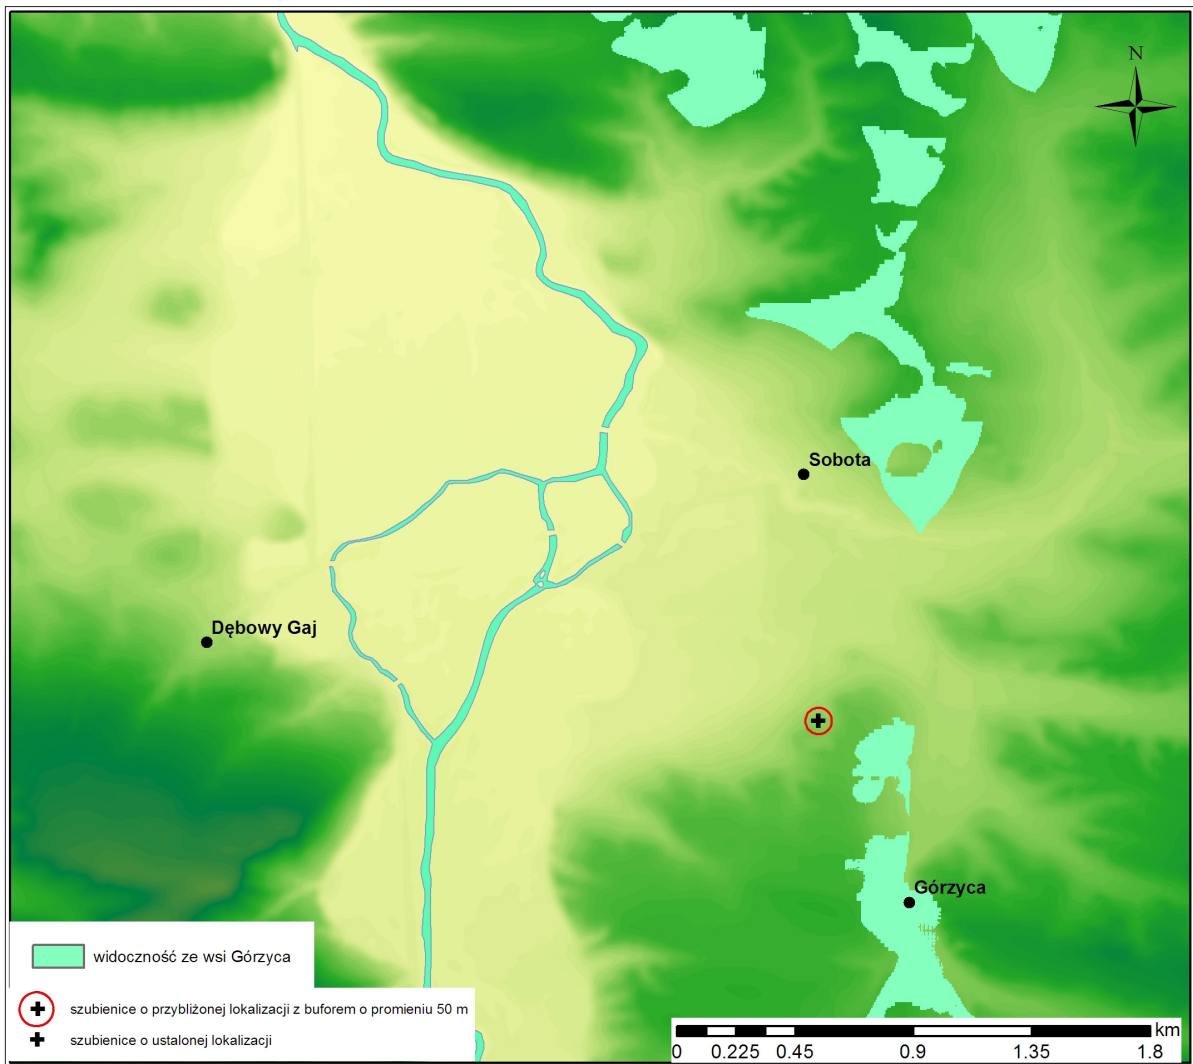 N
Sobota
Dębowy Gaj
Górzyca
widoczność ze wsi Górzyca
szubienice o przybliżonej lokalizacji z buforem o promieniu 50 m
szubienice o ustalonej lokalizacji
km
0 0.225 0.45 0.9 1.35 1.8